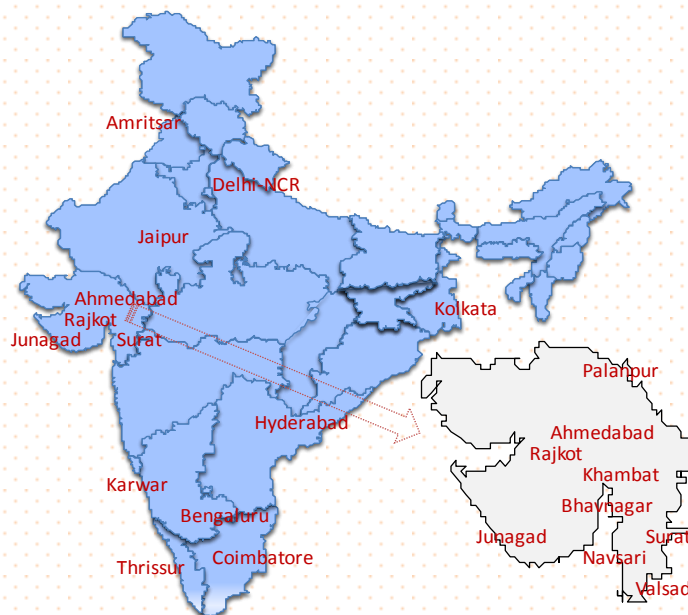 Amritsar
Delhi NCR
Jaipur
Ahmedabad
Rajkot
Junagad
Surat
Kolkata
Hyderabad
Karwar
Bengaluru
Thrissur
Coimbatore
Palanpur
Ahmedabad
Rajkot
Khambat
Bhavnagar
Junagad
Surat
Navsari
Valsad